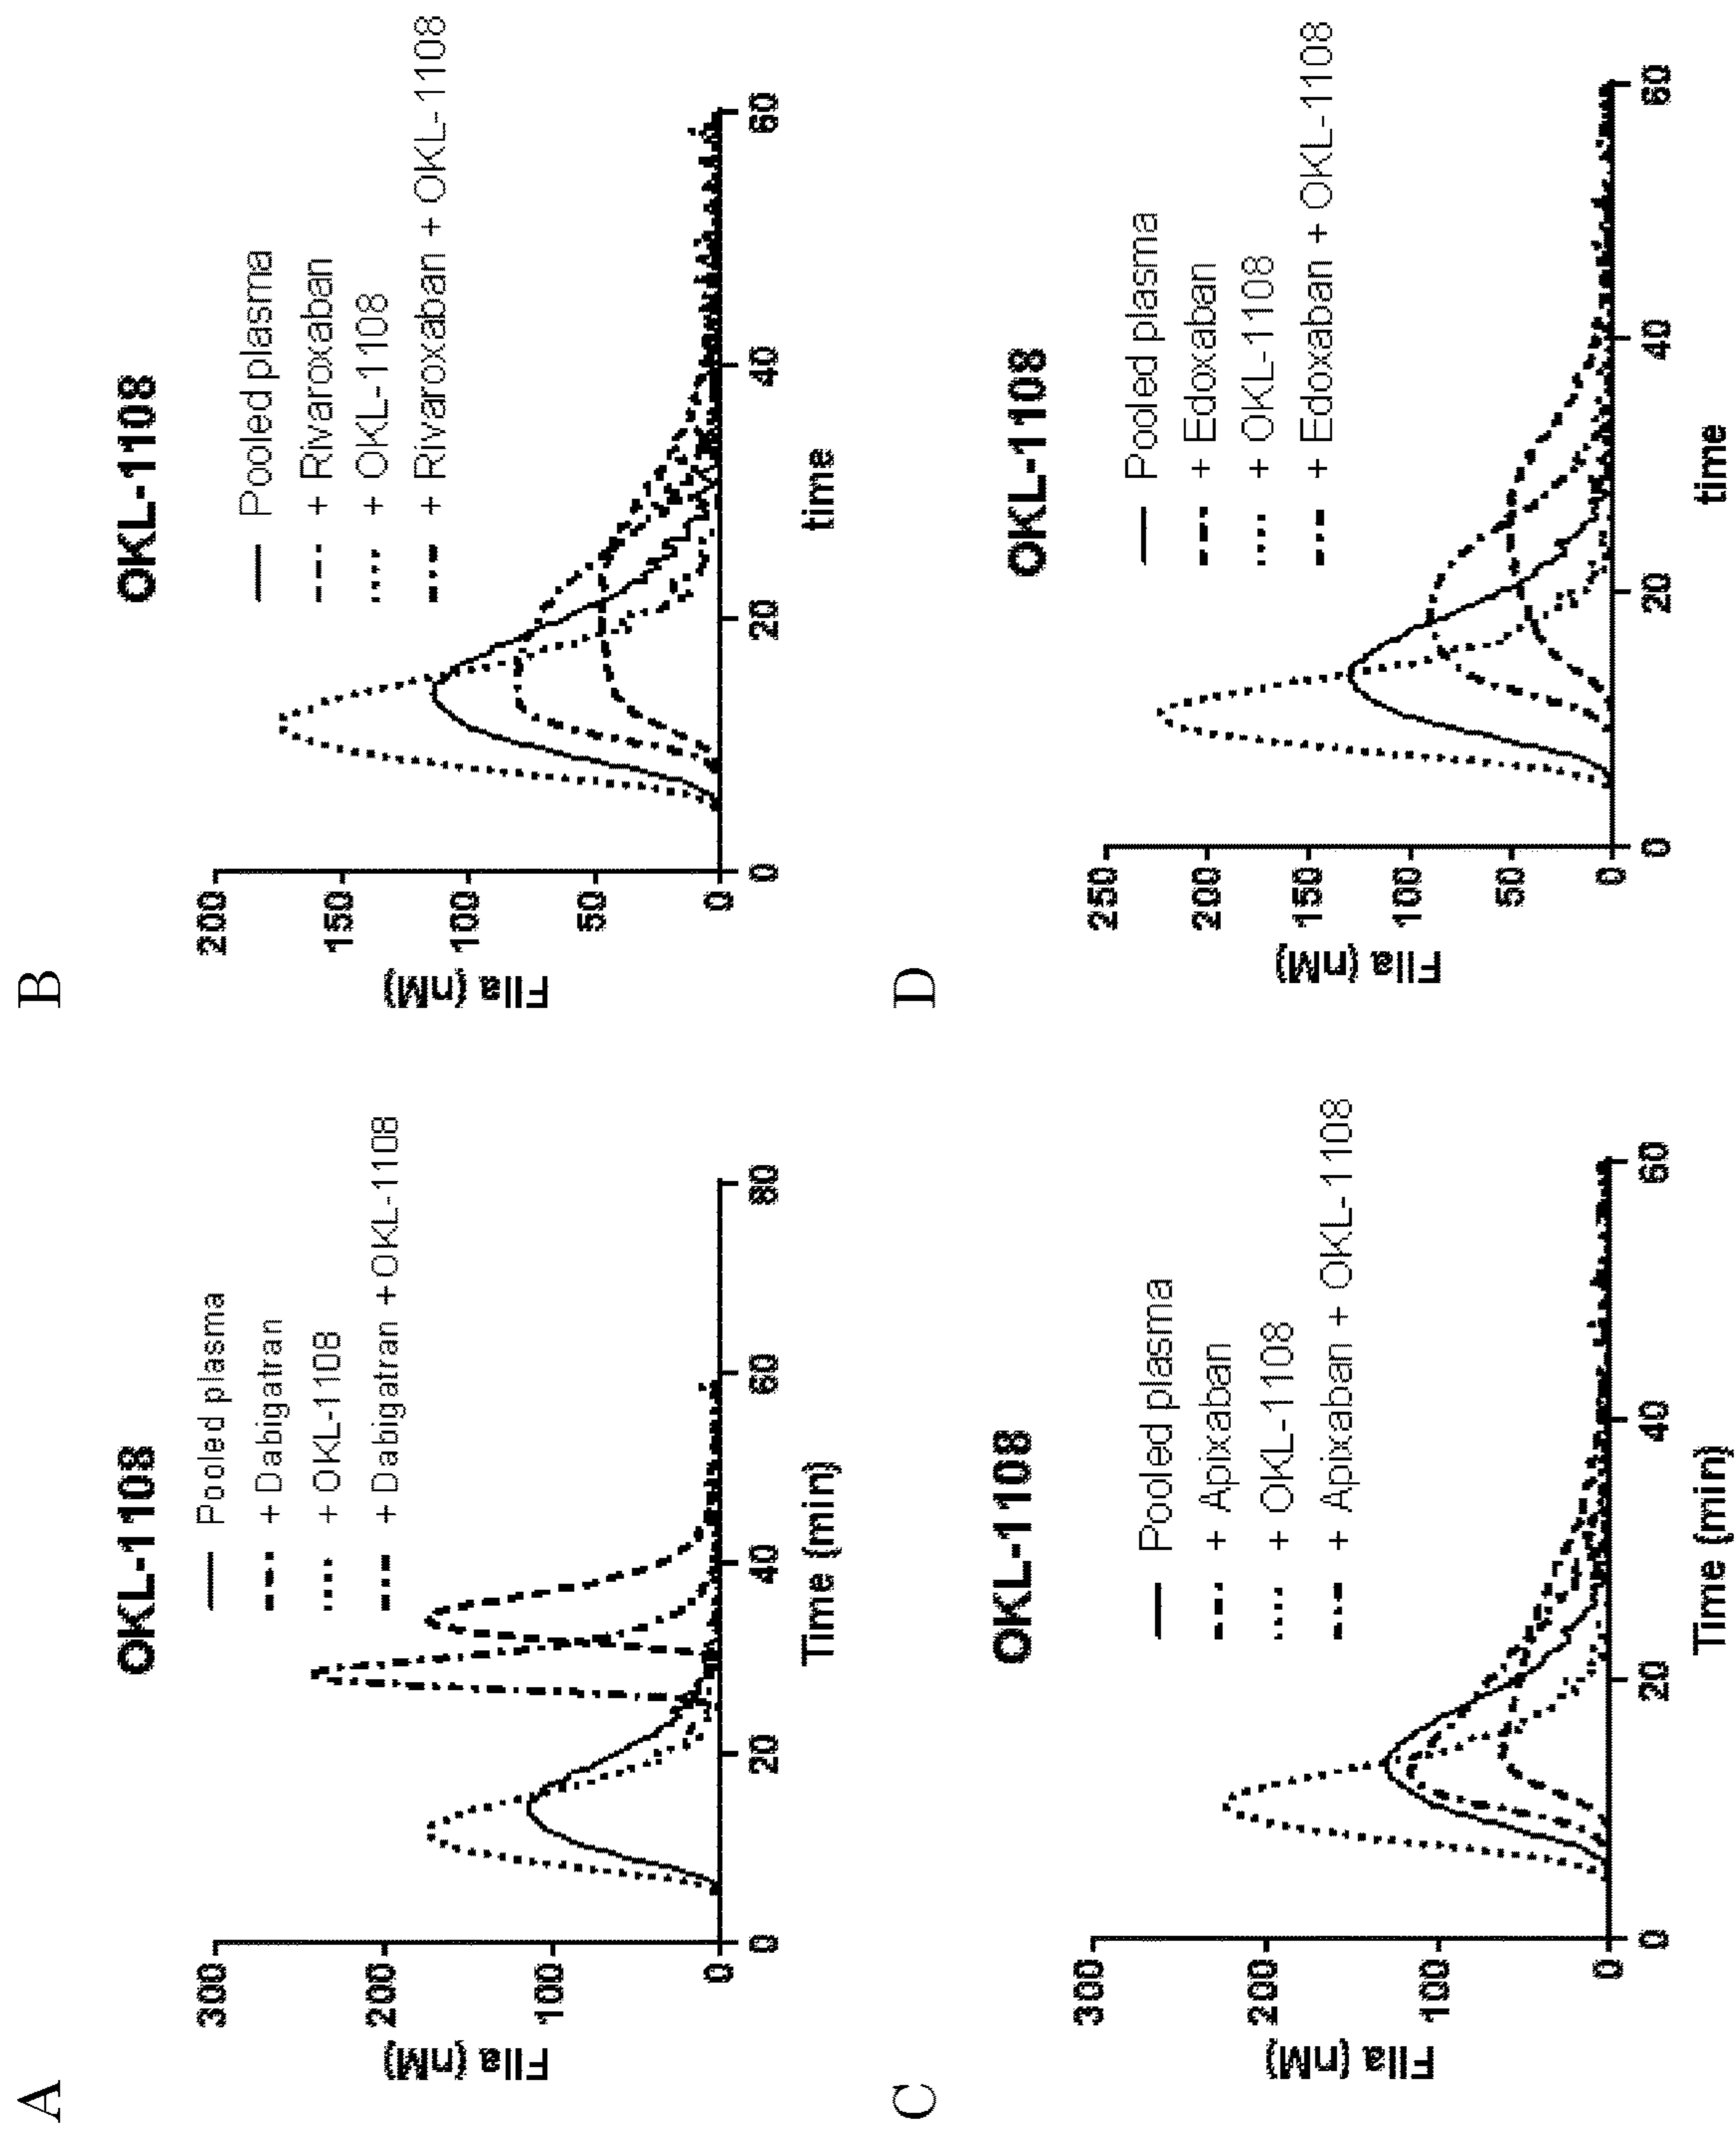 A
OKL-1108
Pooled plasma
+ Dabigatran
+ OKL-1108
+ Dabigatran +OKL-1108
FIIa (nM)
300
200
100
0
0
20
40
60
80
Time (min)
B
OKL-1108
Pooled plasma
+ Rivaroxaban
+ OKL-1108
+ Rivaroxaban + OKL-1108
FIIa (nM)
200
150
100
50
0
0
20
40
60
time
C
OKL-1108
Pooled plasma
+ Apixaban
+ OKL-1108
+ Apixaban + OKL-1108
FIIa (nM)
300
200
100
0
0
20
40
60
Time (min)
D
OKL-1108
Pooled plasma
+ Edoxaban
+ OKL-1108
+ Edoxaban + OKL-1108
FIIa (nM)
250
200
150
100
50
0
0
20
40
60
time